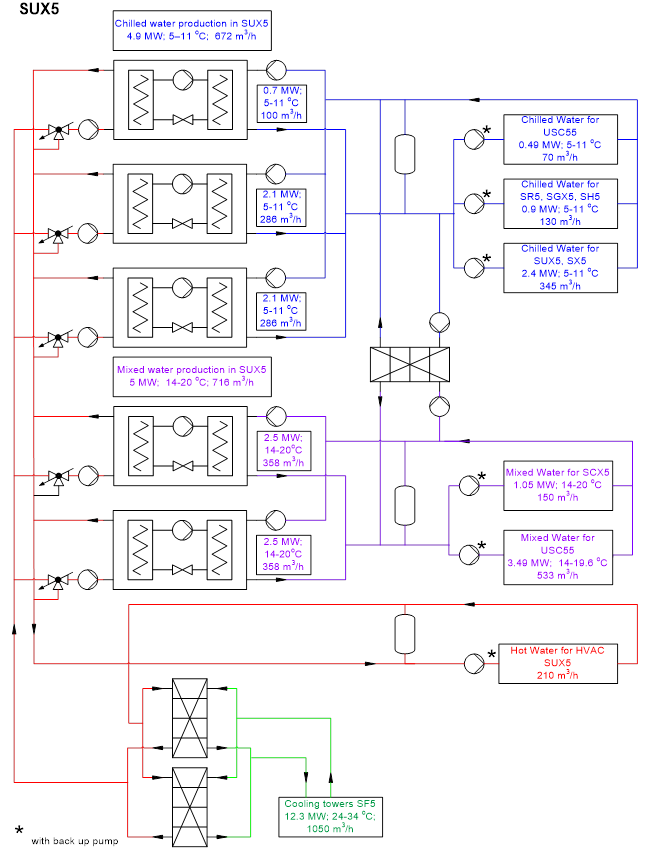 SUX5
Chilled water production in SUX5
4.9 MW; 5–11 °C; 672 m³/h
0.7 MW;
5-11 °C
100 m³/h
Chilled Water for
USC55
0.49 MW; 5-11 °C
70 m³/h
*
2.1 MW;
5-11 °C
286 m³/h
Chilled Water for
SR5, SGX5, SH5
0.9 MW; 5-11 °C
130 m³/h
*
Chilled Water for
SUX5, SX5
2.4 MW; 5-11 °C
345 m³/h
*
2.1 MW;
5-11 °C
286 m³/h
Mixed water production in SUX5
5 MW; 14-20 °C; 716 m³/h
2.5 MW;
14-20°C
358 m³/h
Mixed Water for SCX5
1.05 MW; 14-20 °C
150 m³/h
*
2.5 MW;
14-20°C
358 m³/h
Mixed Water for
USC55
3.49 MW; 14-19.6 °C
533 m³/h
*
Hot Water for HVAC
SUX5
210 m³/h
*
Cooling towers SF5
12.3 MW; 24-34 °C;
1050 m³/h
* with back up pump